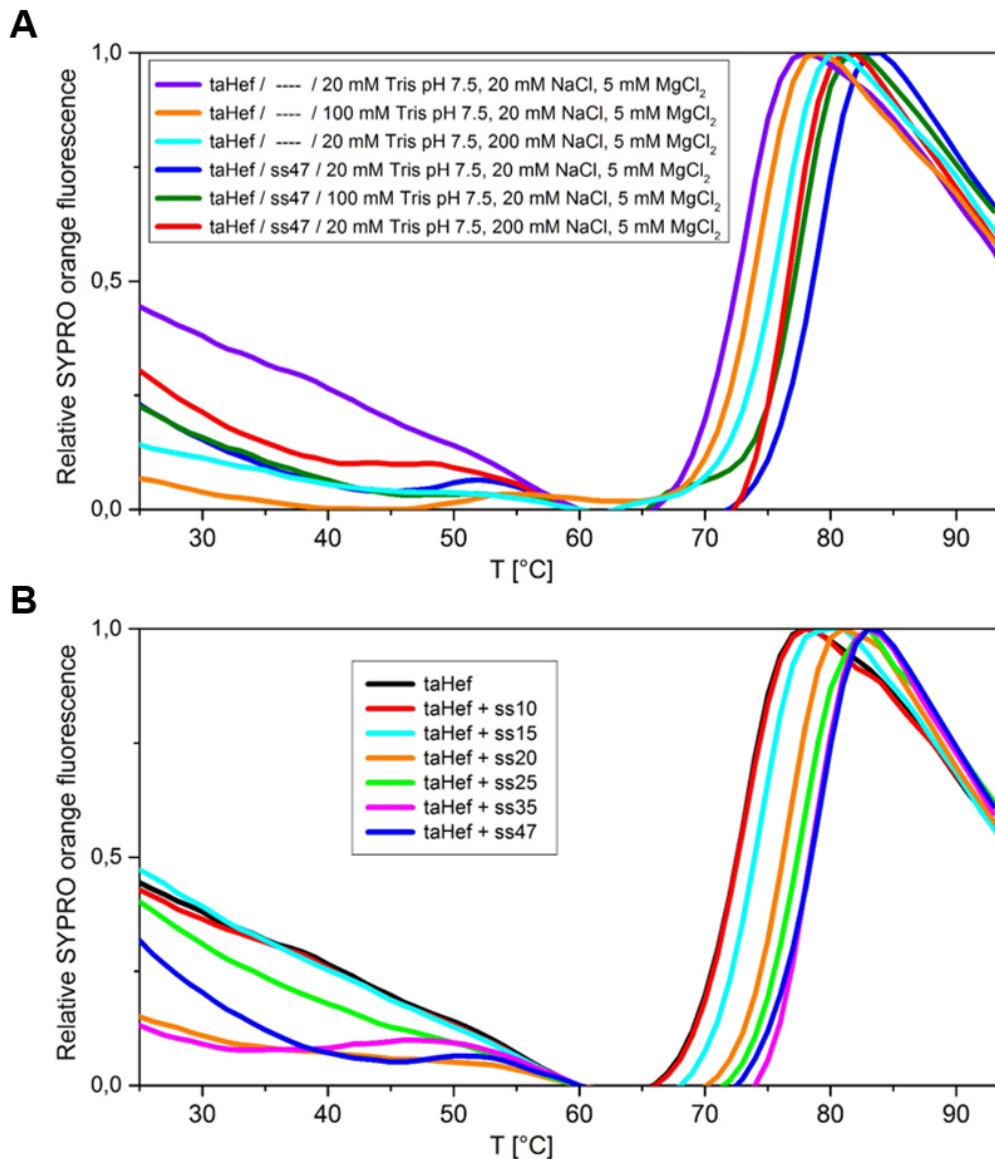 A
Relative SYPRO orange fluorescence
1,0
0,5
0,0
taHef / ---- / 20 mM Tris pH 7.5, 20 mM NaCl, 5 mM MgCl₂
taHef / ---- / 100 mM Tris pH 7.5, 20 mM NaCl, 5 mM MgCl₂
taHef / ---- / 20 mM Tris pH 7.5, 200 mM NaCl, 5 mM MgCl₂
taHef / ss47 / 20 mM Tris pH 7.5, 20 mM NaCl, 5 mM MgCl₂
taHef / ss47 / 100 mM Tris pH 7.5, 20 mM NaCl, 5 mM MgCl₂
taHef / ss47 / 20 mM Tris pH 7.5, 200 mM NaCl, 5 mM MgCl₂
30 40 50 60 70 80 90
T [°C]
B
Relative SYPRO orange fluorescence
1,0
0,5
0,0
taHef
taHef + ss10
taHef + ss15
taHef + ss20
taHef + ss25
taHef + ss35
taHef + ss47
30 40 50 60 70 80 90
T [°C]